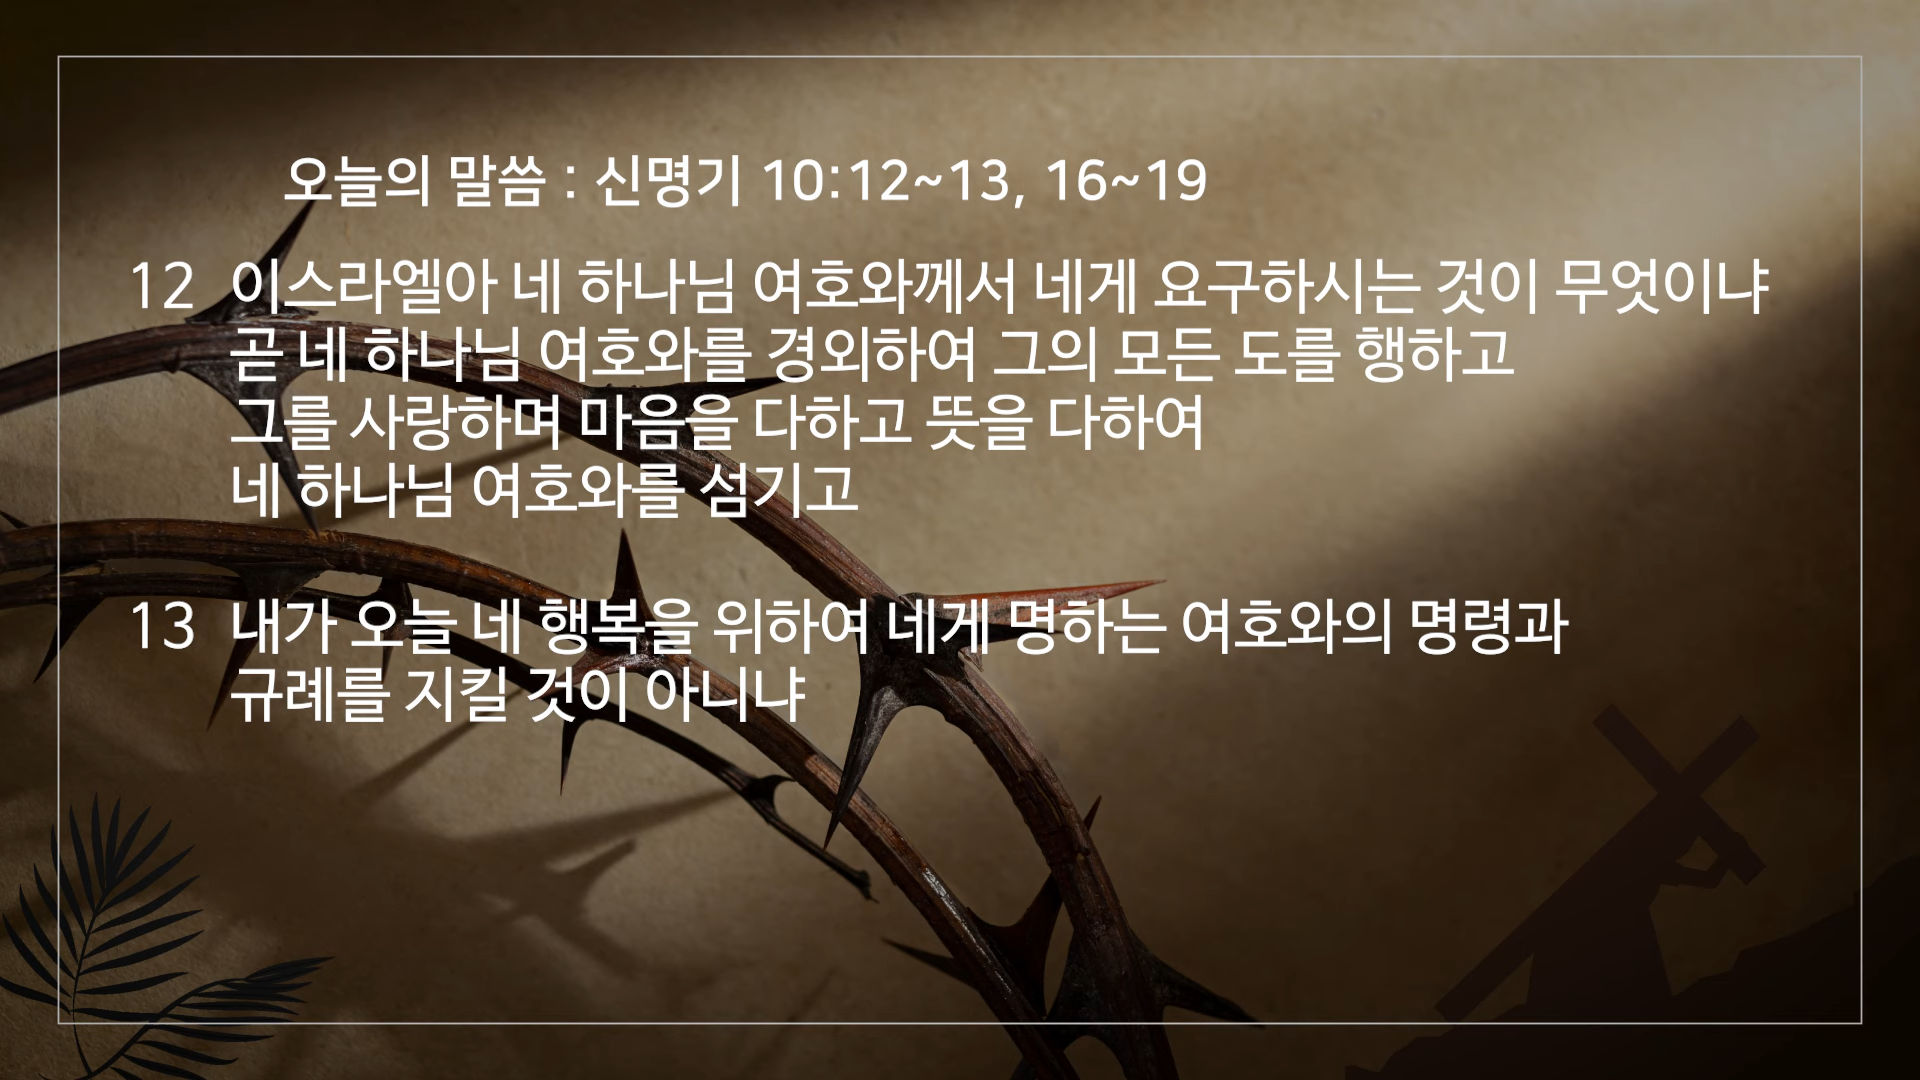 오늘의 말씀 : 신명기 10:12~13, 16~19
12 이스라엘아 네 하나님 여호와께서 네게 요구하시는 것이 무엇이냐
곧 네 하나님 여호와를 경외하여 그의 모든 도를 행하고
그를 사랑하며 마음을 다하고 뜻을 다하여
네 하나님 여호와를 섬기고
13 내가 오늘 네 행복을 위하여 네게 명하는 여호와의 명령과
규례를 지킬 것이 아니냐